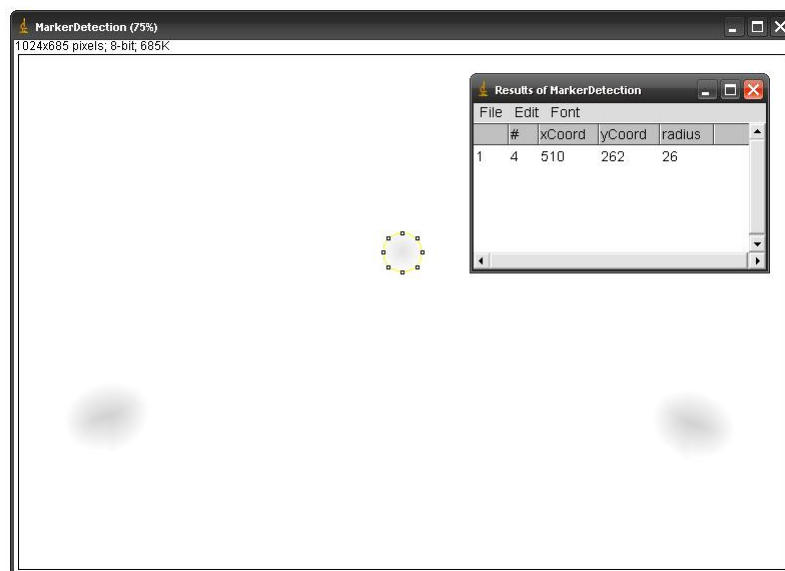 MarkerDetection (75%)
1024x685 pixels; 8-bit; 685K
Results of MarkerDetection
File Edit Font
# xCoord yCoord radius
1 4 510 262 26